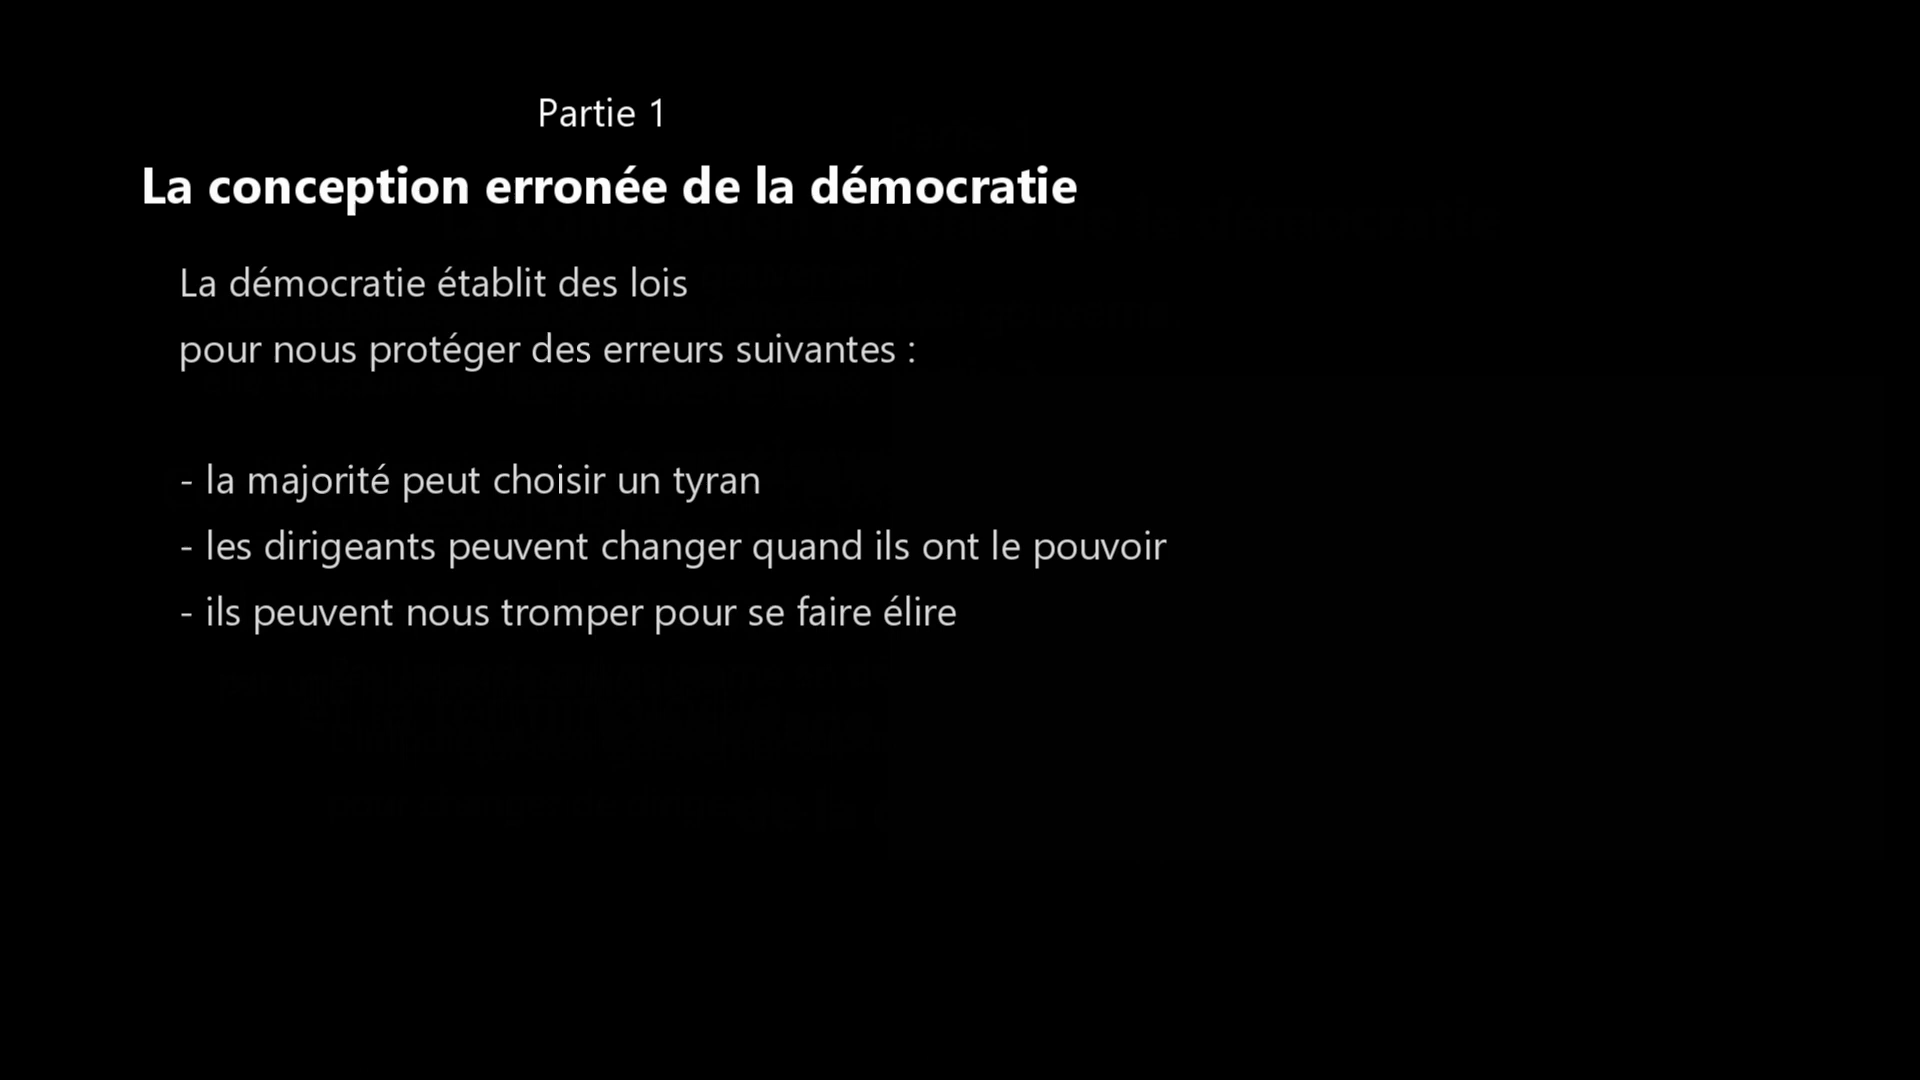 Partie 1
La conception erronée de la démocratie
La démocratie établit des lois
pour nous protéger des erreurs suivantes :
- la majorité peut choisir un tyran
- les dirigeants peuvent changer quand ils ont le pouvoir
- ils peuvent nous tromper pour se faire élire